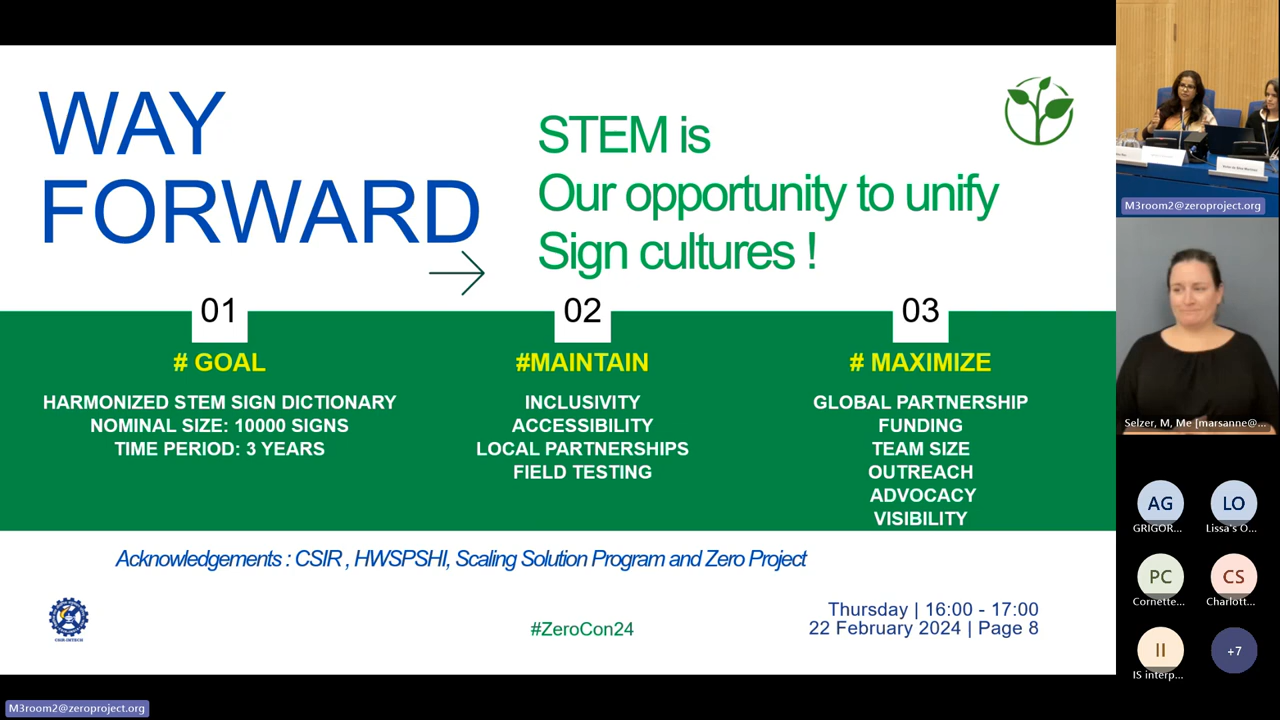 WAY
FORWARD
STEM is
Our opportunity to unify
Sign cultures !
01
# GOAL
HARMONIZED STEM SIGN DICTIONARY
NOMINAL SIZE: 10000 SIGNS
TIME PERIOD: 3 YEARS
02
#MAINTAIN
INCLUSIVITY
ACCESSIBILITY
LOCAL PARTNERSHIPS
FIELD TESTING
03
# MAXIMIZE
GLOBAL PARTNERSHIP
FUNDING
TEAM SIZE
OUTREACH
ADVOCACY
VISIBILITY
Acknowledgements : CSIR , HWSPSHI, Scaling Solution Program and Zero Project
CSIR-IMTECH
#ZeroCon24
Thursday | 16:00 - 17:00
22 February 2024 | Page 8
M3room2@zeroproject.org
M3room2@zeroproject.org
Selzer, M, Me [marsanne@...
AG
GRIGOR...
LO
Lissa's O...
PC
Cornette...
CS
Charlott...
II
IS interp...
+7